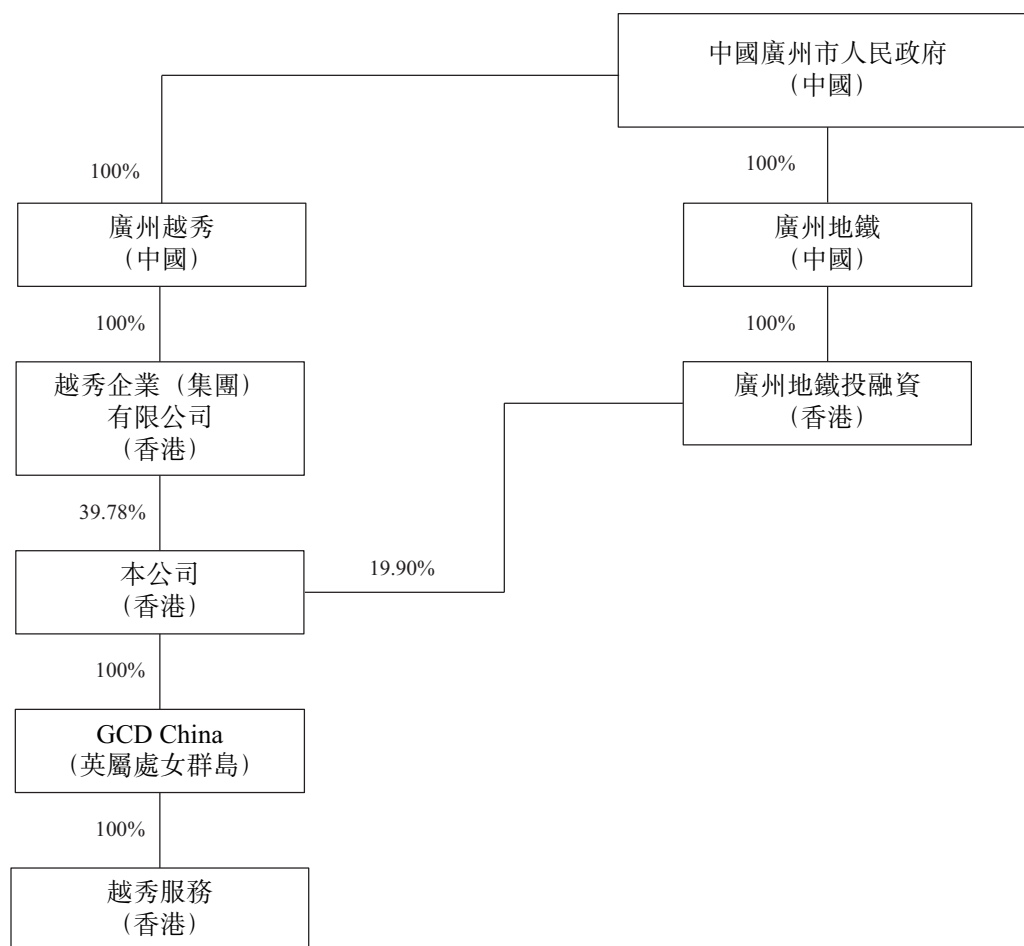 中國廣州市人民政府
（中國）
100%
100%
廣州越秀
（中國）
廣州地鐵
（中國）
100%
100%
越秀企業（集團）
有限公司
（香港）
廣州地鐵投融資
（香港）
39.78%
本公司
（香港）
19.90%
100%
GCD China
（英屬處女群島）
100%
越秀服務
（香港）